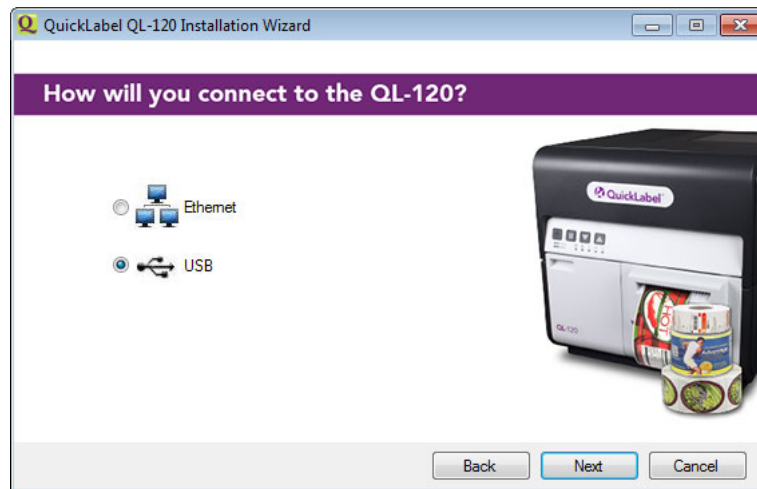 QuickLabel QL-120 Installation Wizard
How will you connect to the QL-120?
QuickLabel
Ethernet
USB
QL-120
HOT
Back
Next
Cancel